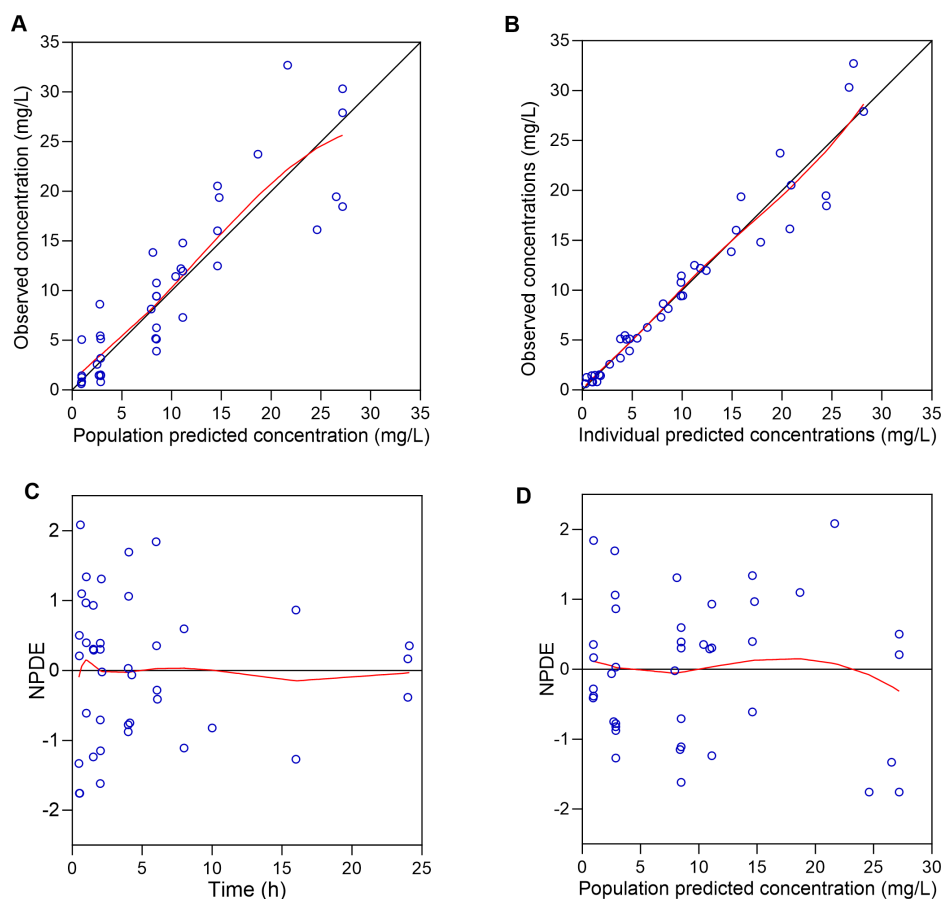 A
B
35
30
25
20
15
10
5
0
Observed concentration (mg/L)
0 5 10 15 20 25 30 35
Population predicted concentration (mg/L)
35
30
25
20
15
10
5
0
Observed concentrations (mg/L)
0 5 10 15 20 25 30 35
Individual predicted concentrations (mg/L)
C
D
2
1
0
-1
-2
NPDE
0 5 10 15 20 25
Time (h)
2
1
0
-1
-2
NPDE
0 5 10 15 20 25 30
Population predicted concentration (mg/L)